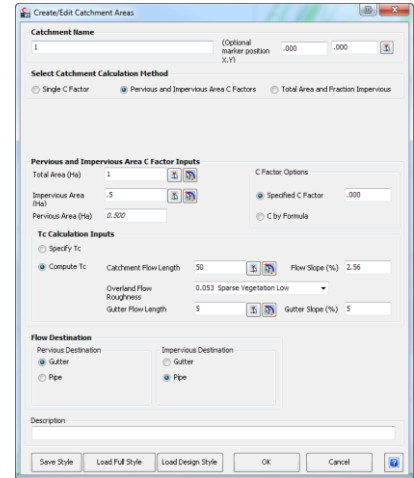 Create/Edit Catchment Areas
Catchment Name
1
(Optional
marker position
X,Y)
.000
.000
Select Catchment Calculation Method
Single C Factor
Pervious and Impervious Area C Factors
Total Area and Fraction Impervious
Pervious and Impervious Area C Factor Inputs
Total Area (Ha)
1
C Factor Options
Impervious Area
(Ha)
.5
Specified C Factor
.000
Pervious Area (Ha)
0.500
C by Formula
Tc Calculation Inputs
Specify Tc
Compute Tc
Catchment Flow Length
50
Flow Slope (%)
2.56
Overland Flow
Roughness
0.053 Sparse Vegetation Low
Gutter Flow Length
5
Gutter Slope (%)
5
Flow Destination
Pervious Destination
Impervious Destination
Gutter
Gutter
Pipe
Pipe
Description
Save Style
Load Full Style
Load Design Style
OK
Cancel